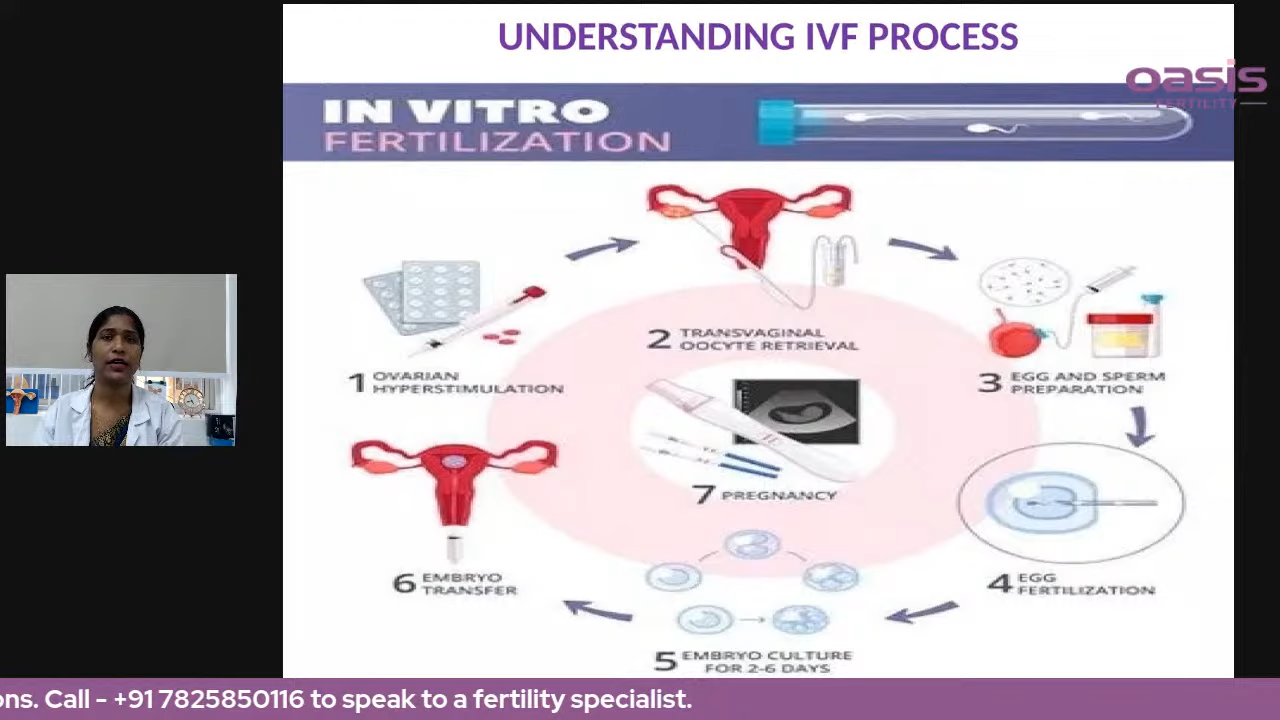 UNDERSTANDING IVF PROCESS
oasis
FERTILITY
IN VITRO
FERTILIZATION
1 OVARIAN
HYPERSTIMULATION
2 TRANSVAGINAL
OOCYTE RETRIEVAL
3 EGG AND SPERM
PREPARATION
4 EGG
FERTILIZATION
5 EMBRYO CULTURE
FOR 2-6 DAYS
6 EMBRYO
TRANSFER
7 PREGNANCY
ons. Call - +91 7825850116 to speak to a fertility specialist.